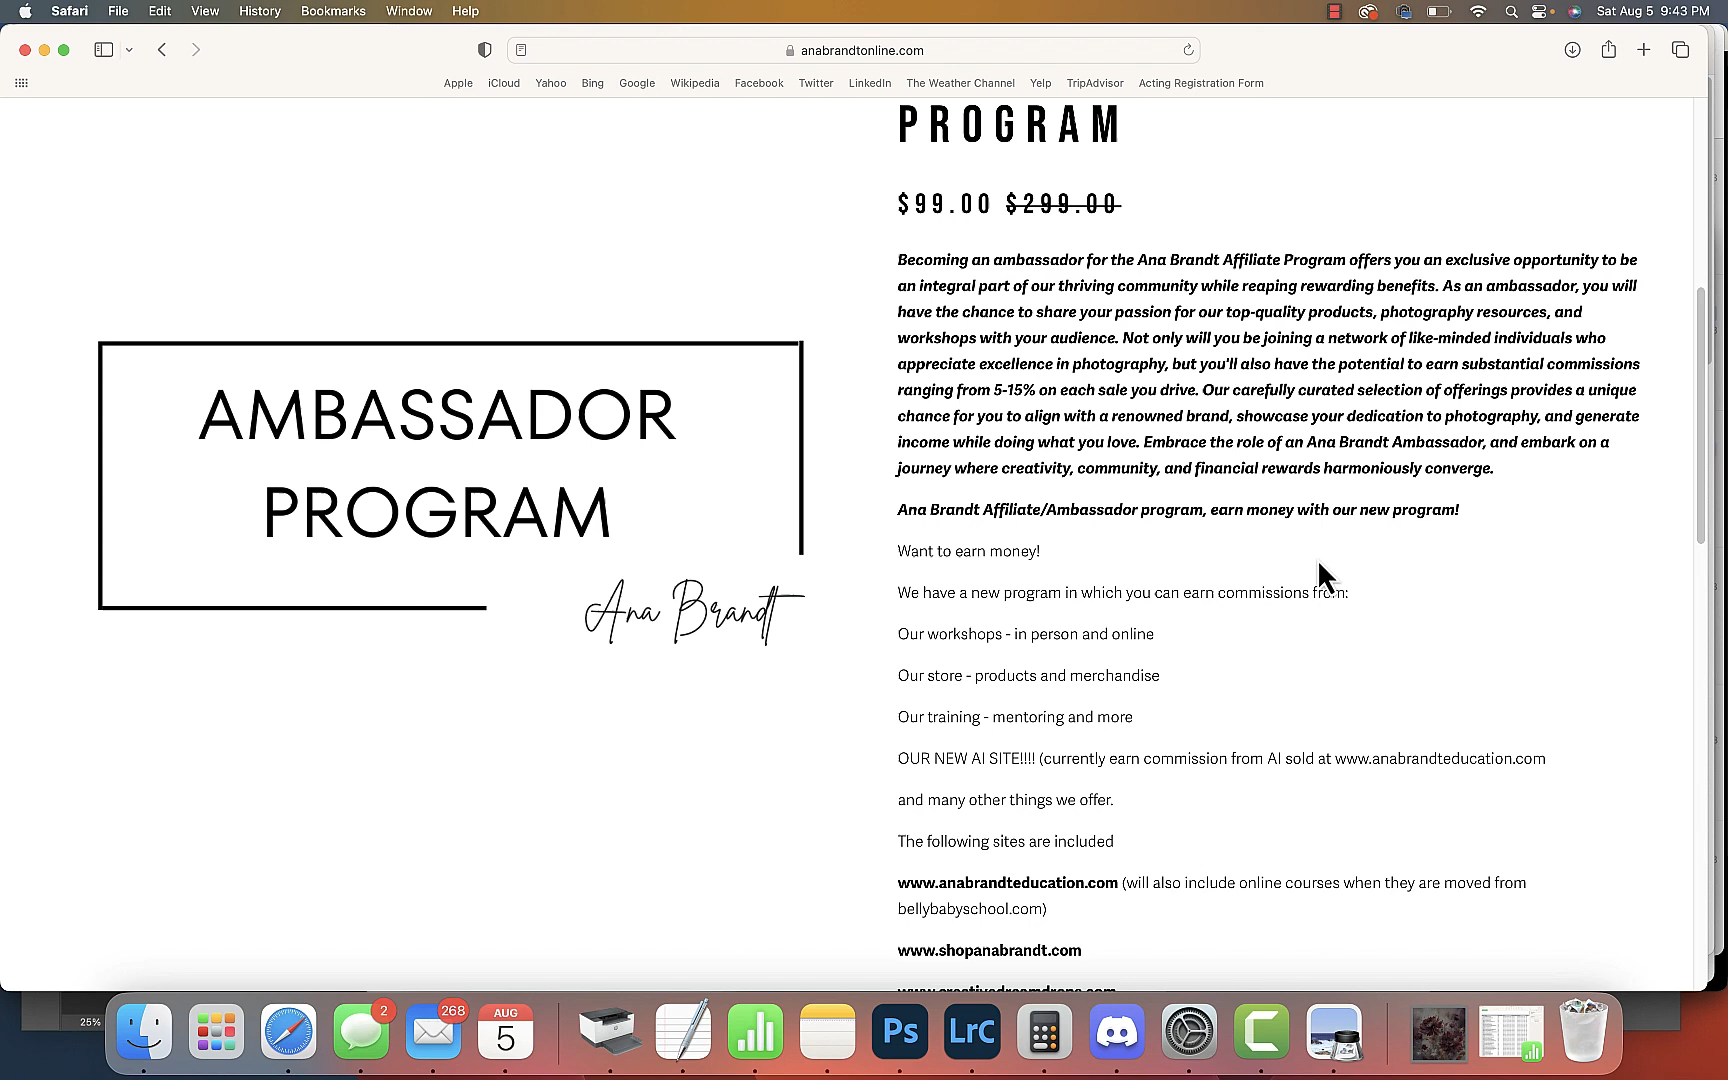 Safari File Edit View History Bookmarks Window Help
Sat Aug 5 9:43 PM
anabrandtonline.com
Apple iCloud Yahoo Bing Google Wikipedia Facebook Twitter LinkedIn The Weather Channel Yelp TripAdvisor Acting Registration Form
AMBASSADOR
PROGRAM
Ana Brandt
PROGRAM
$99.00 $299.00
Becoming an ambassador for the Ana Brandt Affiliate Program offers you an exclusive opportunity to be
an integral part of our thriving community while reaping rewarding benefits. As an ambassador, you will
have the chance to share your passion for our top-quality products, photography resources, and
workshops with your audience. Not only will you be joining a network of like-minded individuals who
appreciate excellence in photography, but you'll also have the potential to earn substantial commissions
ranging from 5-15% on each sale you drive. Our carefully curated selection of offerings provides a unique
chance for you to align with a renowned brand, showcase your dedication to photography, and generate
income while doing what you love. Embrace the role of an Ana Brandt Ambassador, and embark on a
journey where creativity, community, and financial rewards harmoniously converge.
Ana Brandt Affiliate/Ambassador program, earn money with our new program!
Want to earn money!
We have a new program in which you can earn commissions from:
Our workshops - in person and online
Our store - products and merchandise
Our training - mentoring and more
OUR NEW AI SITE!!!! (currently earn commission from AI sold at www.anabrandteducation.com
and many other things we offer.
The following sites are included
www.anabrandteducation.com (will also include online courses when they are moved from
bellybabyschool.com)
www.shopanabrandt.com
www.creativedreamdrops.com
25%
2
268
AUG
5
Ps
LrC